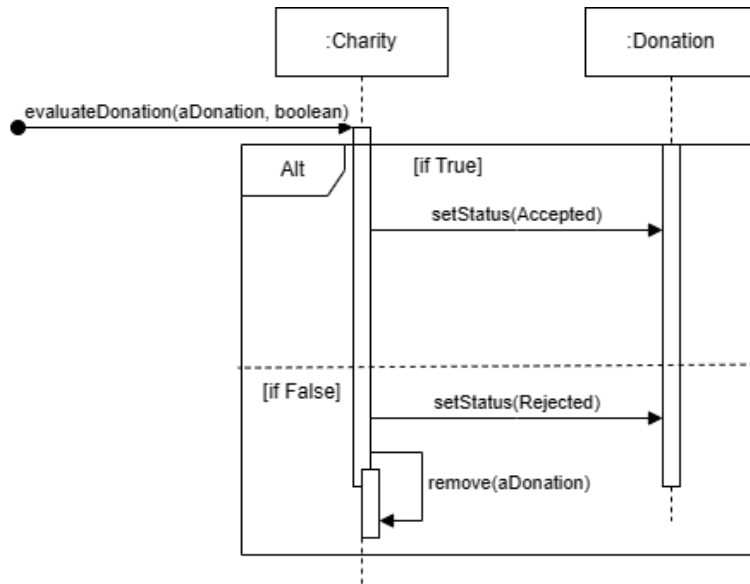 :Charity
:Donation
evaluateDonation(aDonation, boolean)
Alt
[if True]
setStatus(Accepted)
[if False]
setStatus(Rejected)
remove(aDonation)